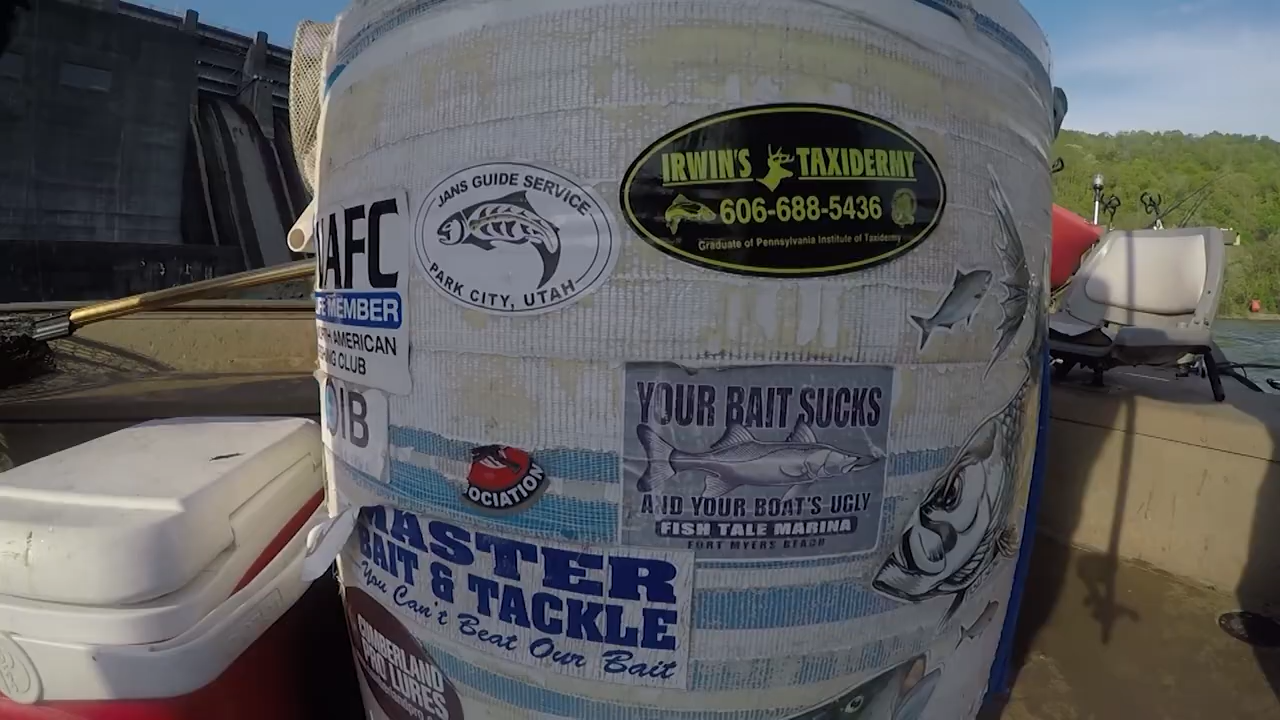 IRWIN'S TAXIDERMY
606-688-5436
Graduate of Pennsylvania Institute of Taxidermy
JANS GUIDE SERVICE
PARK CITY, UTAH
AFC
MEMBER
AMERICAN
CLUB
OIB
OCIATION
YOUR BAIT SUCKS
AND YOUR BOAT'S UGLY
FISH TALE MARINA
FORT MYERS BEACH
MASTER
BAIT & TACKLE
You Can't Beat Our Bait
CUMBERLAND
PRO LURES